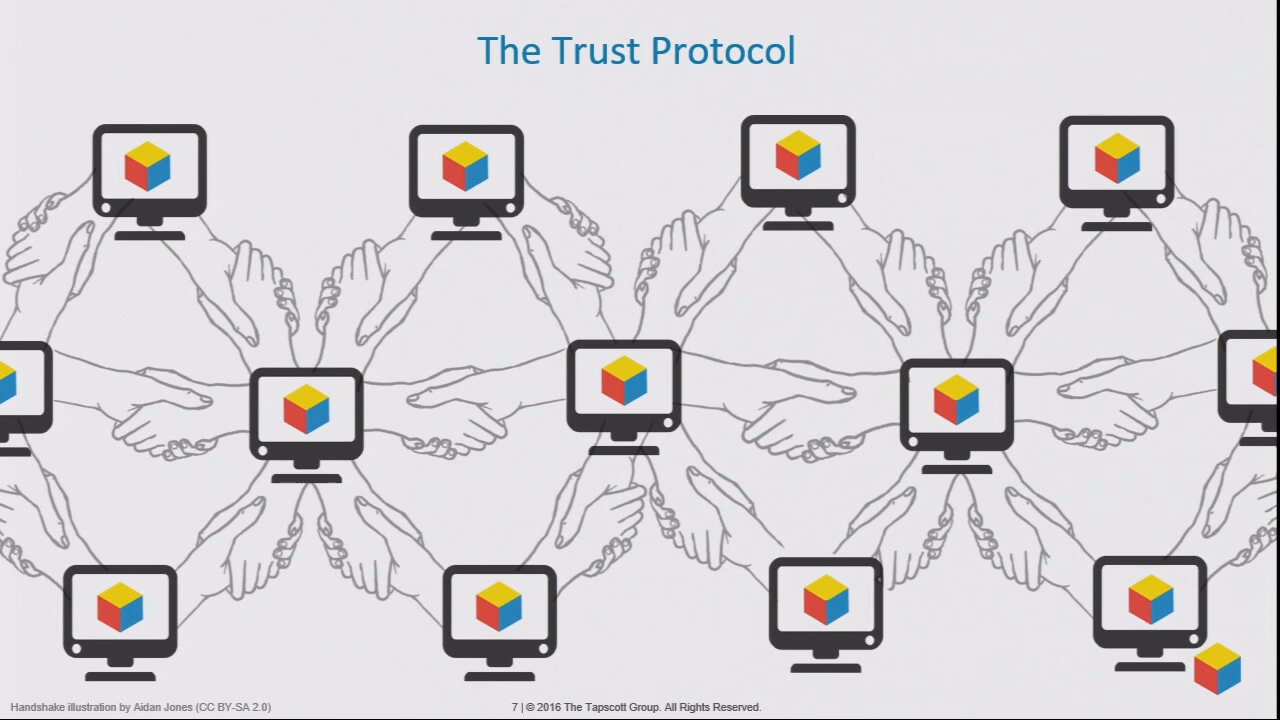 The Trust Protocol
Handshake illustration by Aidan Jones (CC BY-SA 2.0)
7 | © 2016 The Tapscott Group. All Rights Reserved.